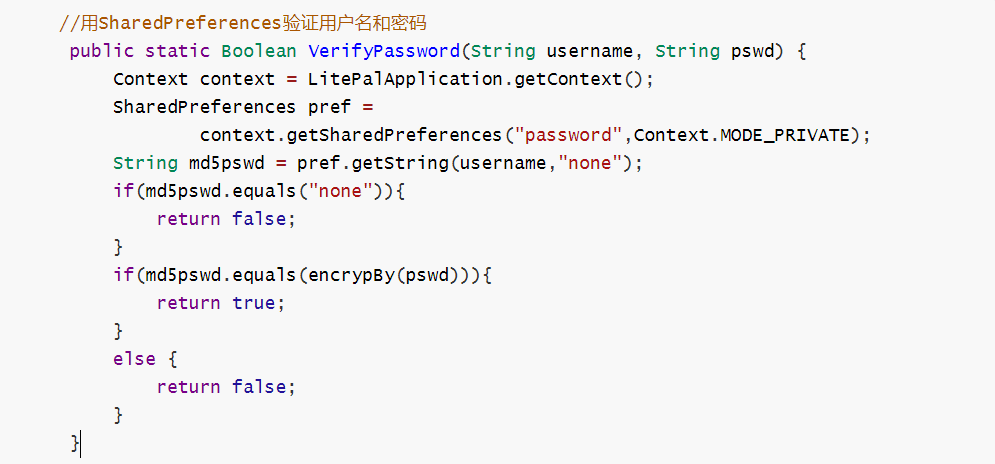 //用SharedPreferences验证用户名和密码
public static Boolean VerifyPassword(String username, String pswd) {
Context context = LitePalApplication.getContext();
SharedPreferences pref =
context.getSharedPreferences("password",Context.MODE_PRIVATE);
String md5pswd = pref.getString(username,"none");
if(md5pswd.equals("none")){
return false;
}
if(md5pswd.equals(encrypBy(pswd))){
return true;
}
else {
return false;
}
}